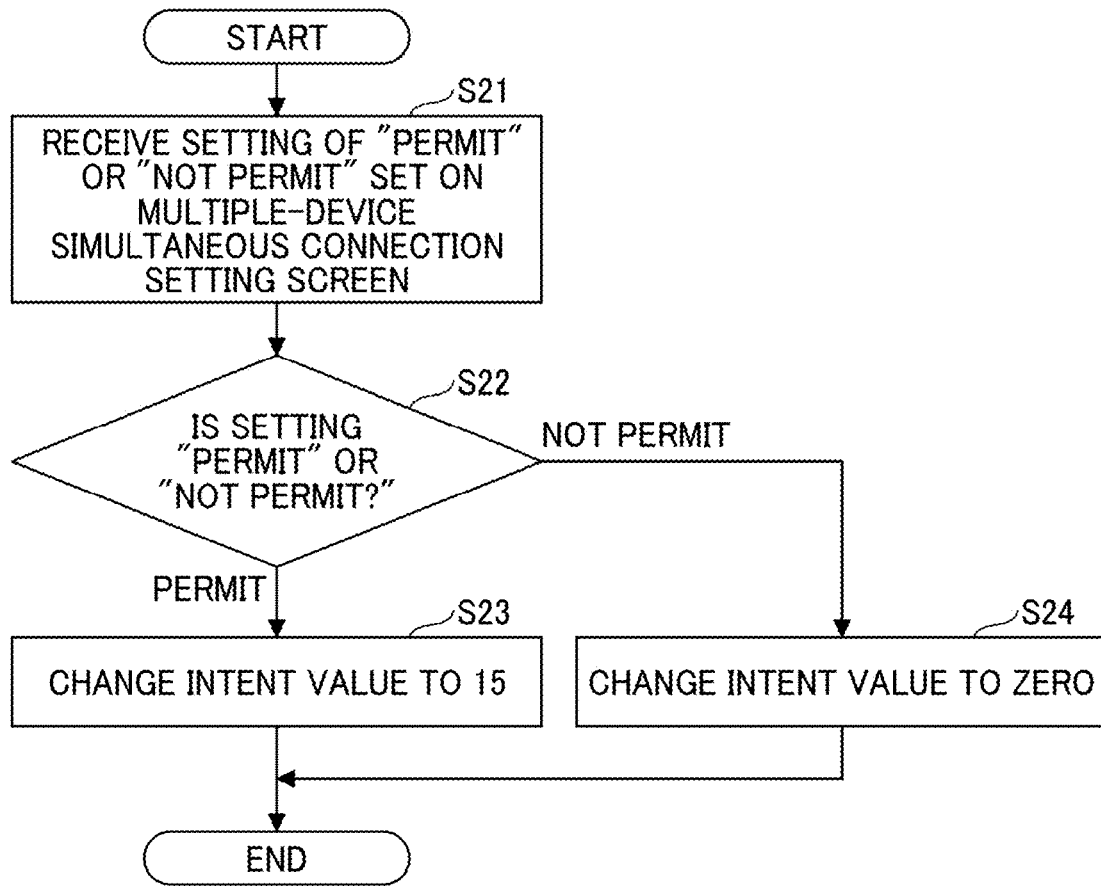 START
S21
RECEIVE SETTING OF "PERMIT"
OR "NOT PERMIT" SET ON
MULTIPLE-DEVICE
SIMULTANEOUS CONNECTION
SETTING SCREEN
S22
IS SETTING
"PERMIT" OR
"NOT PERMIT?"
NOT PERMIT
PERMIT
S23
CHANGE INTENT VALUE TO 15
S24
CHANGE INTENT VALUE TO ZERO
END